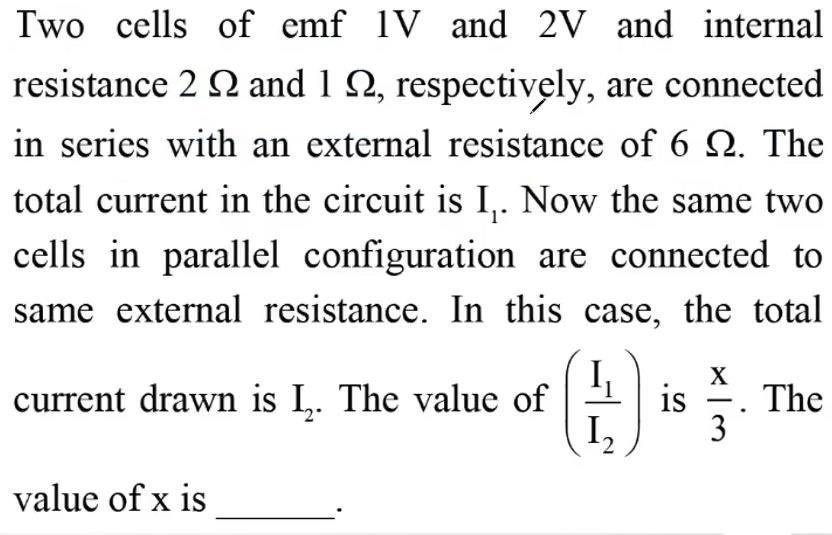 Two cells of emf 1V and 2V and internal
resistance 2 Ω and 1 Ω, respectively, are connected
in series with an external resistance of 6 Ω. The
total current in the circuit is I₁. Now the same two
cells in parallel configuration are connected to
same external resistance. In this case, the total
current drawn is I₂. The value of (I₁/I₂) is x/3. The
value of x is ______.